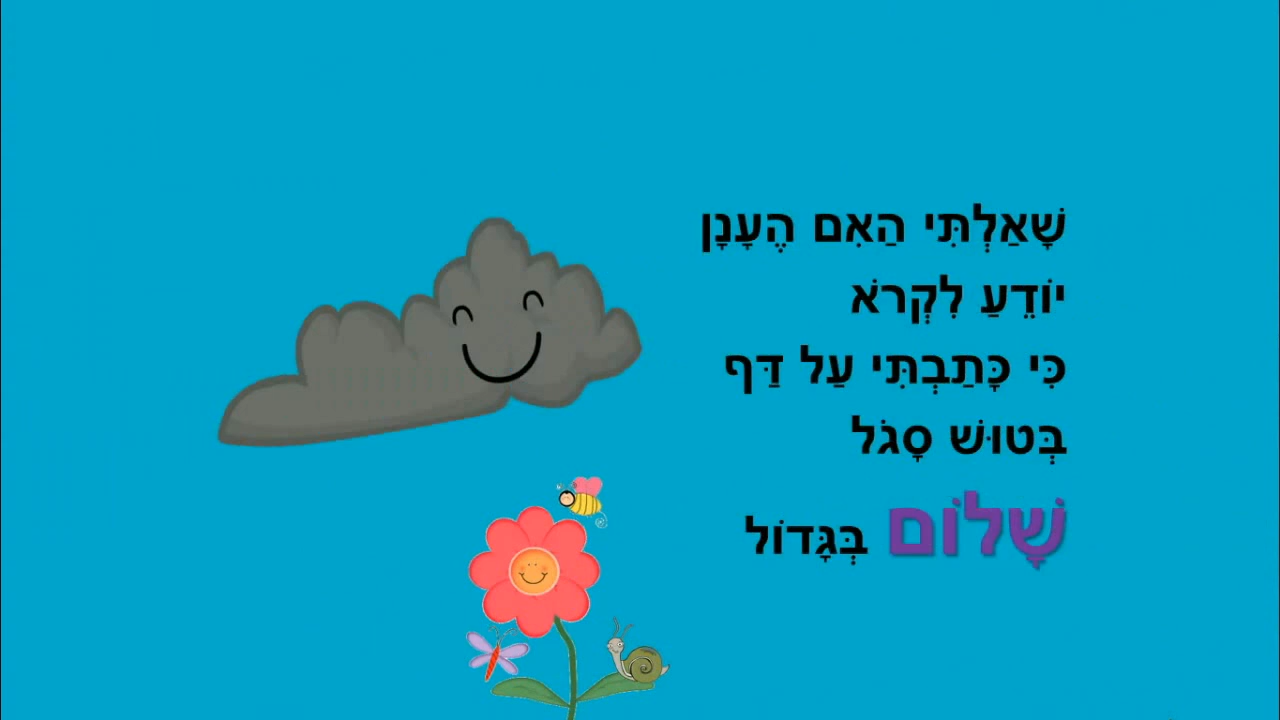 שָׁאַלְתִּי הַאִם הֶעָנָן
יוֹדֵעַ לִקְרֹא
כִּי כָּתַבְתִּי עַל דַּף
בְּטוּשׁ סָגֹל
שָׁלוֹם בְּגָּדוֹל